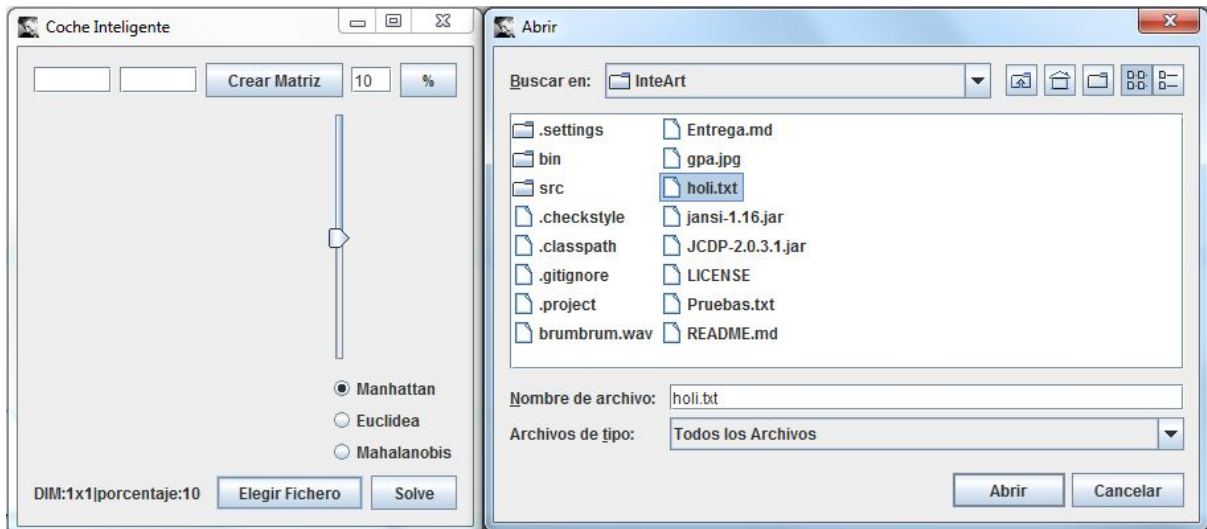 Coche Inteligente
Crear Matriz 10 %
Manhattan
Euclidea
Mahalanobis
DIM:1x1|porcentaje:10 Elegir Fichero Solve
Abrir
Buscar en: InteArt
.settings Entrega.md
bin gpa.jpg
src holi.txt
.checkstyle jansi-1.16.jar
.classpath JCDP-2.0.3.1.jar
.gitignore LICENSE
.project Pruebas.txt
brumbrum.wav README.md
Nombre de archivo: holi.txt
Archivos de tipo: Todos los Archivos
Abrir Cancelar